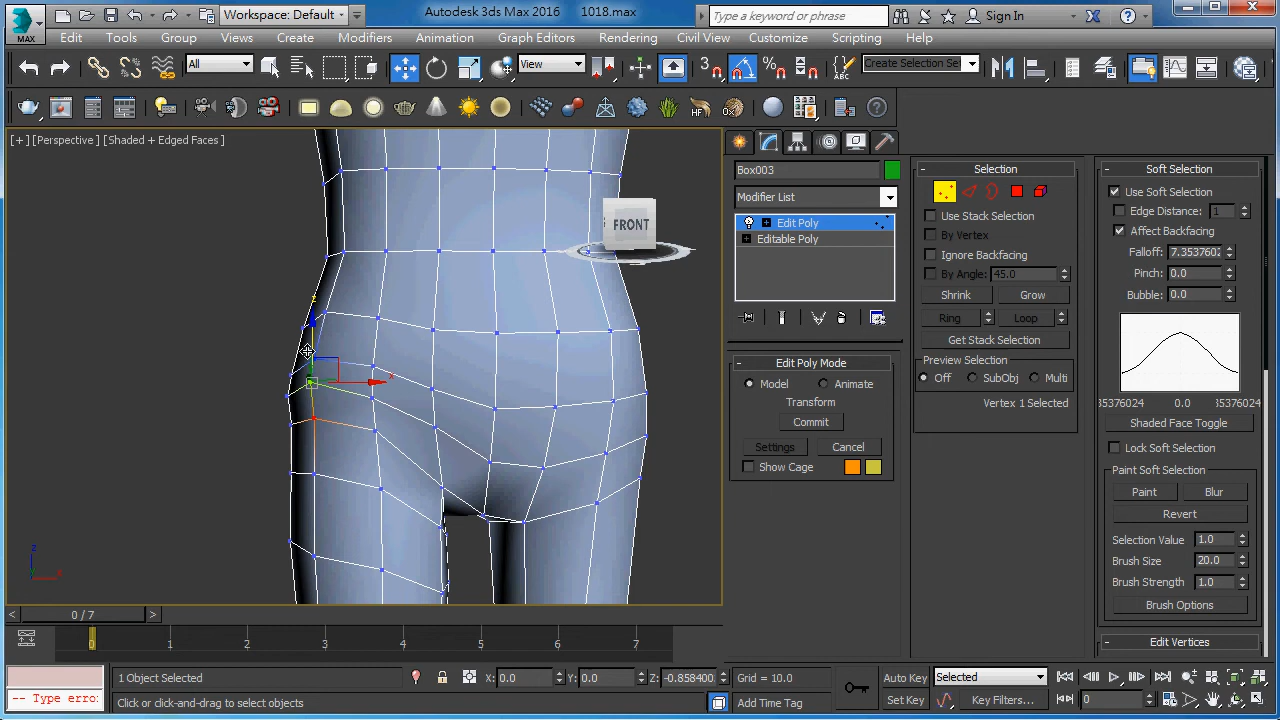 Workspace: Default
Autodesk 3ds Max 2016 1018.max
Type a keyword or phrase
Sign In
MAX
Edit Tools Group Views Create Modifiers Animation Graph Editors Rendering Civil View Customize Scripting Help
All
View
3
Create Selection Se
HF
[+] [Perspective] [Shaded + Edged Faces]
FRONT
x
z
Box003
Modifier List
Edit Poly
Editable Poly
- Edit Poly Mode
Model Animate
Transform
Commit
Settings Cancel
Show Cage
- Selection
Use Stack Selection
By Vertex
Ignore Backfacing
By Angle: 45.0
Shrink Grow
Ring Loop
Get Stack Selection
Preview Selection
Off SubObj Multi
Vertex 1 Selected
- Soft Selection
Use Soft Selection
Edge Distance: 1
Affect Backfacing
Falloff: 7.3537602
Pinch: 0.0
Bubble: 0.0
35376024 0.0 35376024
Shaded Face Toggle
Lock Soft Selection
Paint Soft Selection
Paint Blur
Revert
Selection Value 1.0
Brush Size 20.0
Brush Strength 1.0
Brush Options
- Edit Vertices
< 0 / 7 >
0 1 2 3 4 5 6 7
1 Object Selected
X: 0.0 Y: 0.0 Z: -0.858400
Grid = 10.0
Auto Key
Selected
-- Type erro
Click or click-and-drag to select objects
Add Time Tag
Set Key
Key Filters...
0